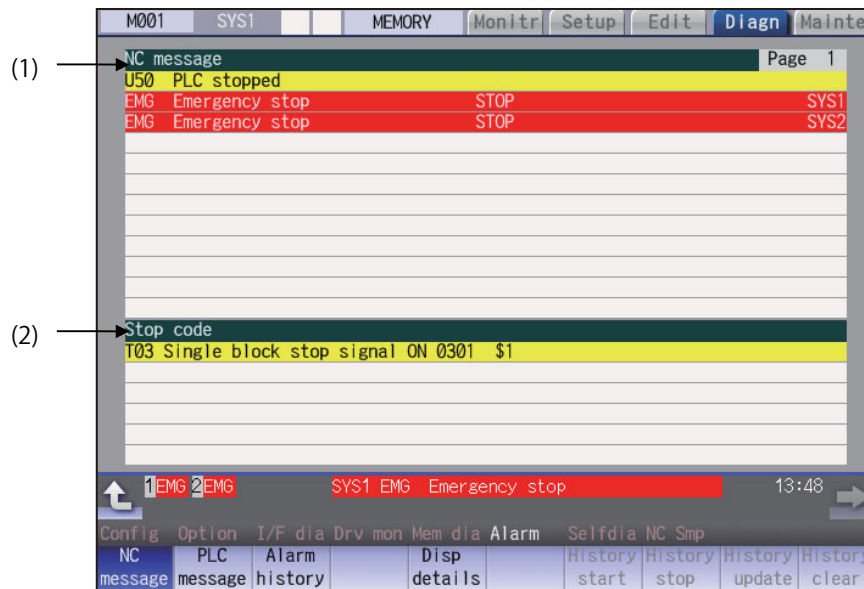 M001 SYS1 MEMORY Monitr Setup Edit Diagn Mainte
(1)
NC message Page 1
U50 PLC stopped
EMG Emergency stop STOP SYS1
EMG Emergency stop STOP SYS2
(2)
Stop code
T03 Single block stop signal ON 0301 $1
1EMG 2EMG SYS1 EMG Emergency stop 13:48
Config Option I/F dia Drv mon Mem dia Alarm Selfdia NC Smp
NC PLC Alarm Disp History History History History
message message history details start stop update clear